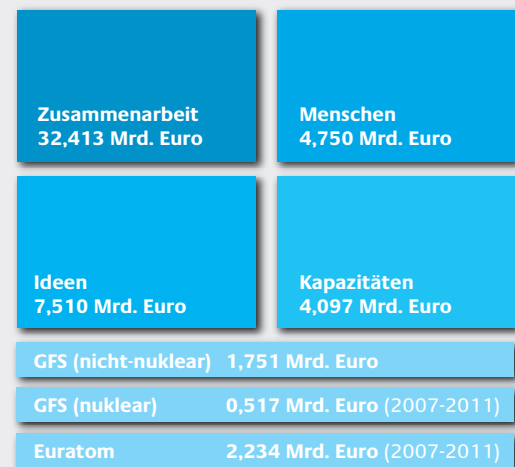 Zusammenarbeit
32,413 Mrd. Euro
Menschen
4,750 Mrd. Euro
Ideen
7,510 Mrd. Euro
Kapazitäten
4,097 Mrd. Euro
GFS (nicht-nuklear) 1,751 Mrd. Euro
GFS (nuklear) 0,517 Mrd. Euro (2007-2011)
Euratom 2,234 Mrd. Euro (2007-2011)